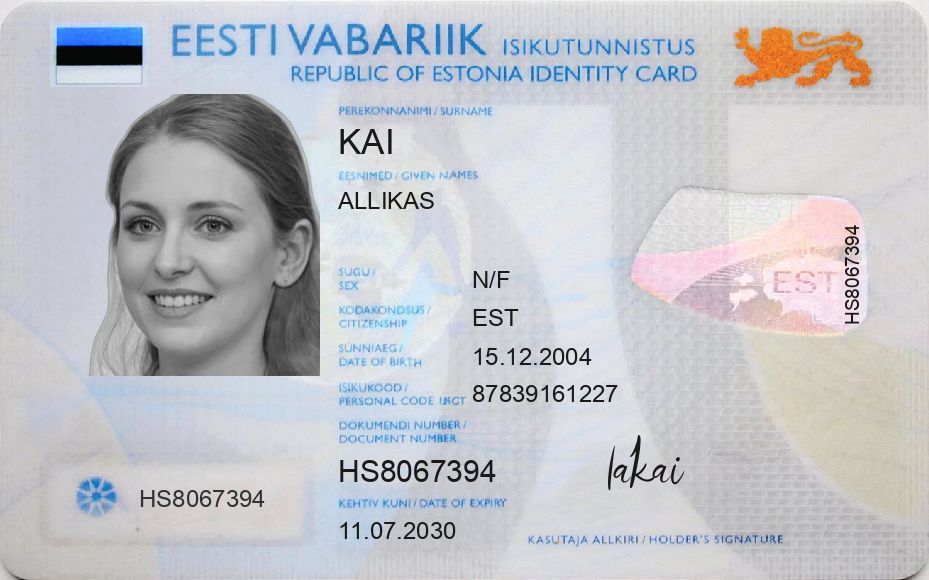 EESTI VABARIIK ISIKUTUNNISTUS
REPUBLIC OF ESTONIA IDENTITY CARD
PEREKONNANIMI / SURNAME
KAI
EESNIMED / GIVEN NAMES
ALLIKAS
SUGU /
SEX
N/F
KODAKONDSUS /
CITIZENSHIP
EST
SÜNNIAEG /
DATE OF BIRTH
15.12.2004
ISIKUKOOD /
PERSONAL CODE
87839161227
DOKUMENDI NUMBER /
DOCUMENT NUMBER
HS8067394
KEHTIV KUNI / DATE OF EXPIRY
11.07.2030
HS8067394
EST
HS8067394
lakai
KASUTAJA ALLKIRI / HOLDER'S SIGNATURE